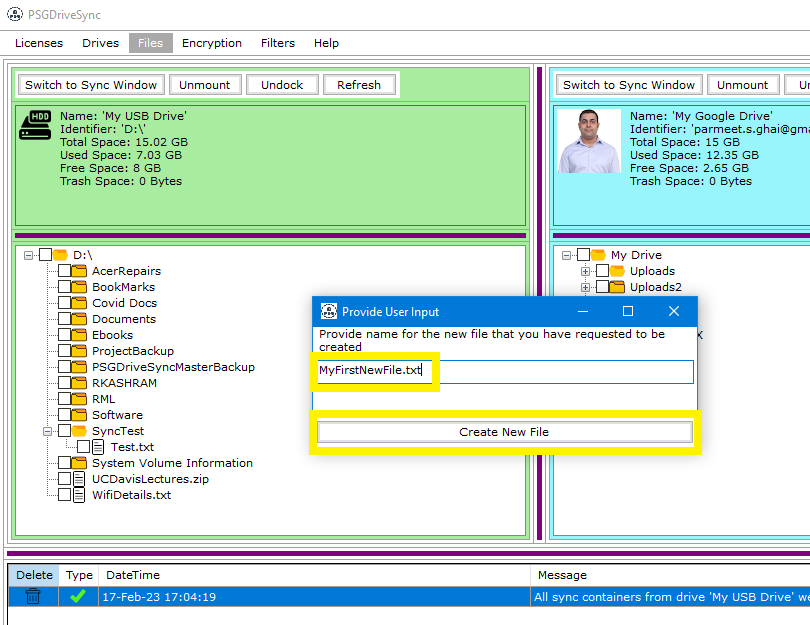 PSGDriveSync
Licenses Drives Files Encryption Filters Help
Switch to Sync Window Unmount Undock Refresh
HDD
Name: 'My USB Drive'
Identifier: 'D:\'
Total Space: 15.02 GB
Used Space: 7.03 GB
Free Space: 8 GB
Trash Space: 0 Bytes
D:\
AcerRepairs
BookMarks
Covid Docs
Documents
Ebooks
ProjectBackup
PSGDriveSyncMasterBackup
RKASHRAM
RML
Software
SyncTest
Test.txt
System Volume Information
UCDavisLectures.zip
WifiDetails.txt
Switch to Sync Window Unmount Un
Name: 'My Google Drive'
Identifier: 'parmeet.s.ghai@gma
Total Space: 15 GB
Used Space: 12.35 GB
Free Space: 2.65 GB
Trash Space: 0 Bytes
My Drive
Uploads
Uploads2
Provide User Input
Provide name for the new file that you have requested to be
created
MyFirstNewFile.txt
Create New File
Delete Type DateTime Message
17-Feb-23 17:04:19 All sync containers from drive 'My USB Drive' we